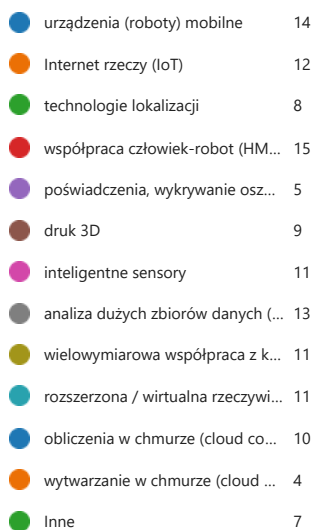 urządzenia (roboty) mobilne 14
Internet rzeczy (IoT) 12
technologie lokalizacji 8
współpraca człowiek-robot (HM... 15
poświadczenia, wykrywanie osz... 5
druk 3D 9
inteligentne sensory 11
analiza dużych zbiorów danych (... 13
wielowymiarowa współpraca z k... 11
rozszerzona / wirtualna rzeczywi... 11
obliczenia w chmurze (cloud co... 10
wytwarzanie w chmurze (cloud ... 4
Inne 7